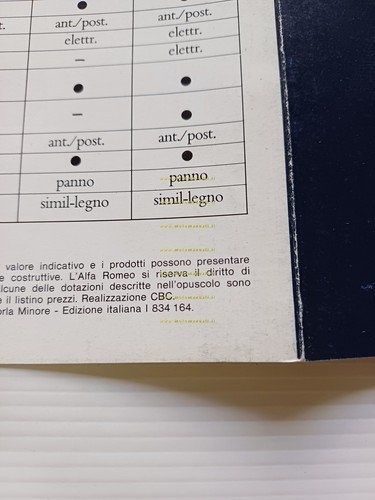 ●
● ●
t. ant./post. ant./post.
elettr. elettr.
– elettr.
● ●
– ●
ant./post. ant./post.
● ●
panno panno
simil-legno simil-legno
valore indicativo e i prodotti possono presentare
e costruttive. L'Alfa Romeo si riserva il diritto di
alcune delle dotazioni descritte nell'opuscolo sono
e il listino prezzi. Realizzazione CBC.
orla Minore - Edizione italiana I 834 164.